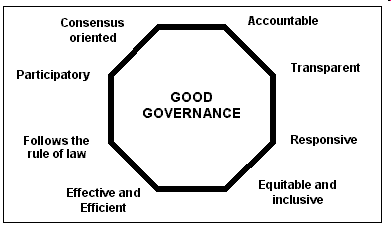 Consensus
oriented
Accountable
Participatory
Transparent
GOOD
GOVERNANCE
Follows the
rule of law
Responsive
Effective and
Efficient
Equitable and
inclusive